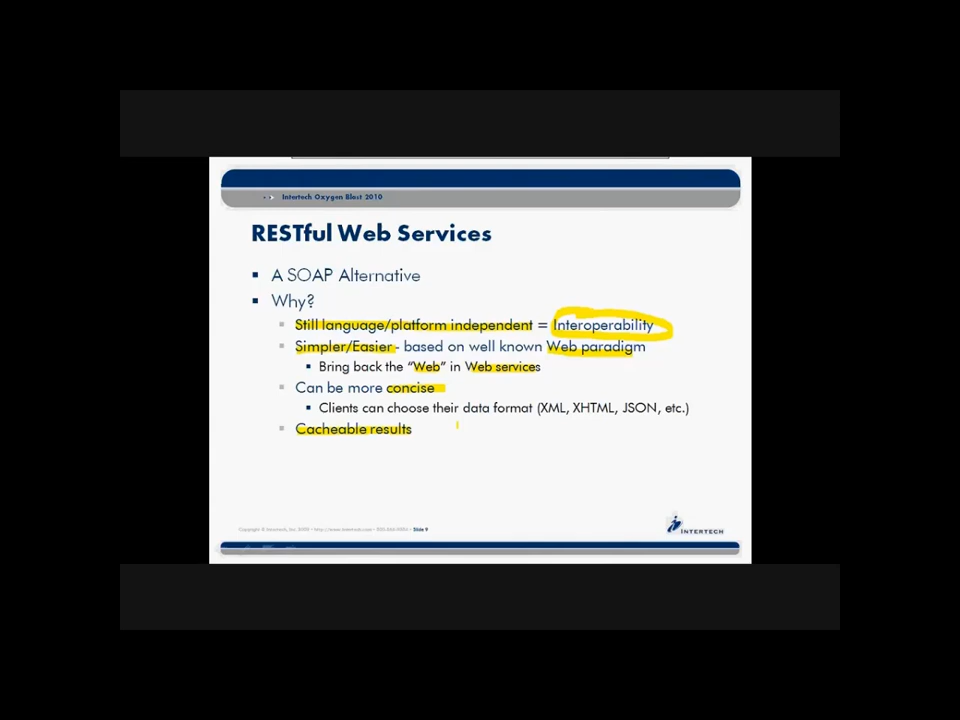 Intertech Oxygen Blast 2010
RESTful Web Services
▪ A SOAP Alternative
▪ Why?
▪ Still language/platform independent = Interoperability
▪ Simpler/Easier - based on well known Web paradigm
▪ Bring back the “Web” in Web services
▪ Can be more concise
▪ Clients can choose their data format (XML, XHTML, JSON, etc.)
▪ Cacheable results
Slide 9
INTERTECH